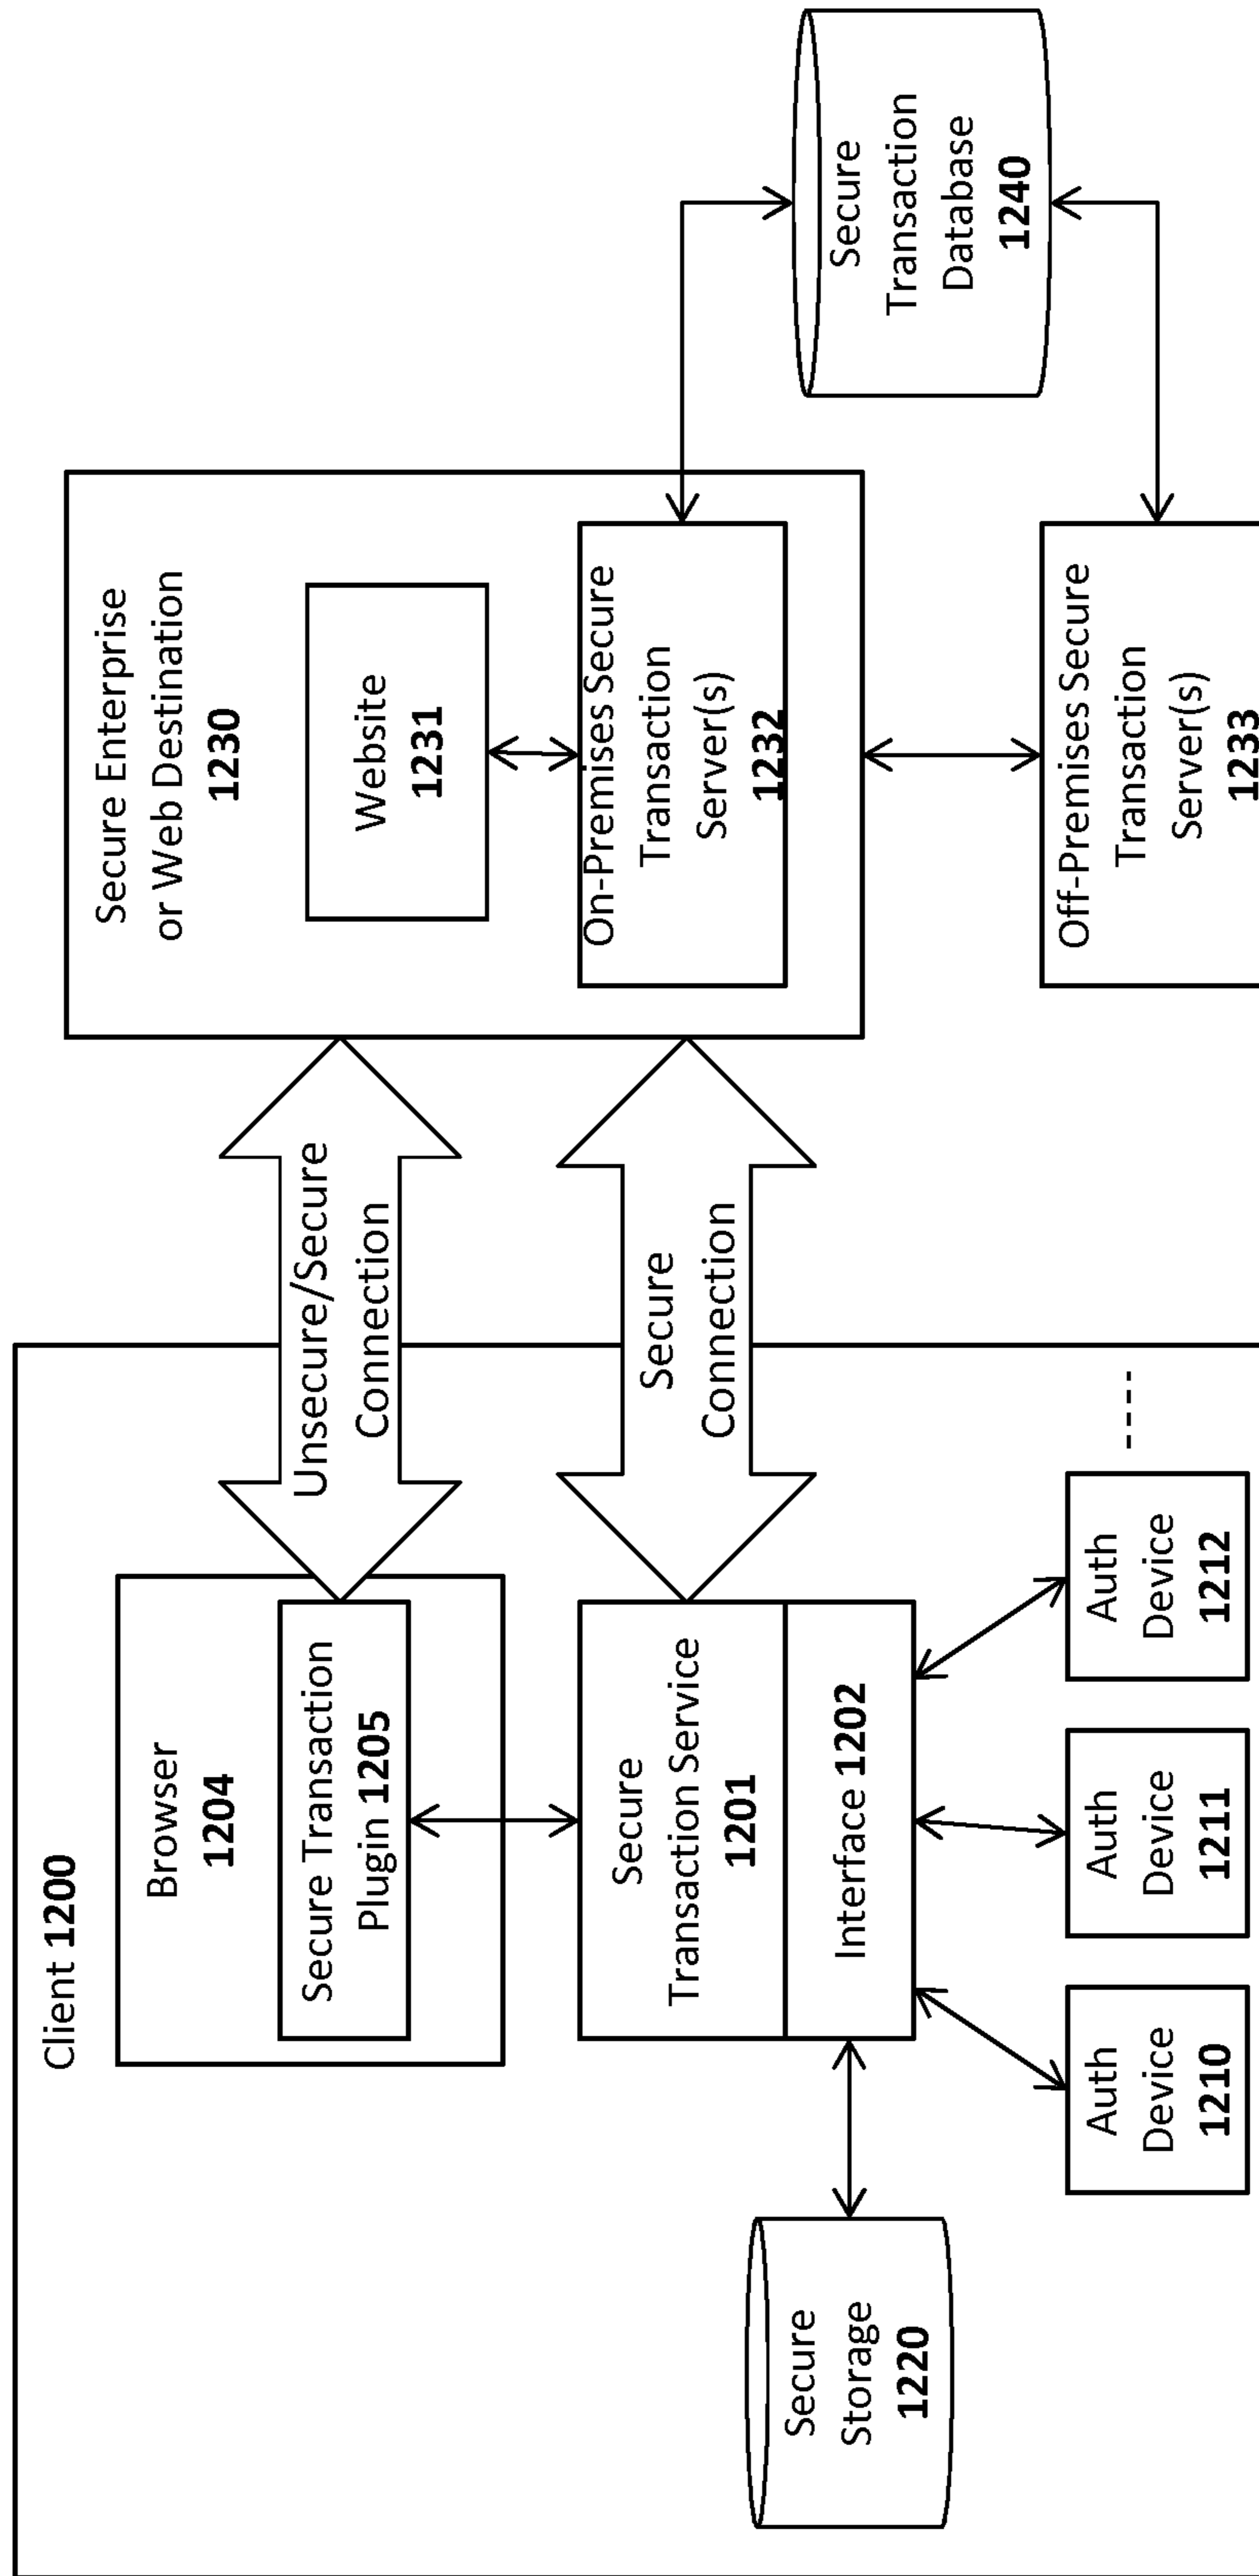 Client 1200
Browser
1204
Secure Transaction
Plugin 1205
Secure
Transaction Service
1201
Interface 1202
Secure
Storage
1220
Auth
Device
1210
Auth
Device
1211
Auth
Device
1212
Unsecure/Secure
Connection
Secure
Connection
Secure Enterprise
or Web Destination
1230
Website
1231
On-Premises Secure
Transaction
Server(s)
1232
Off-Premises Secure
Transaction
Server(s)
1233
Secure
Transaction
Database
1240